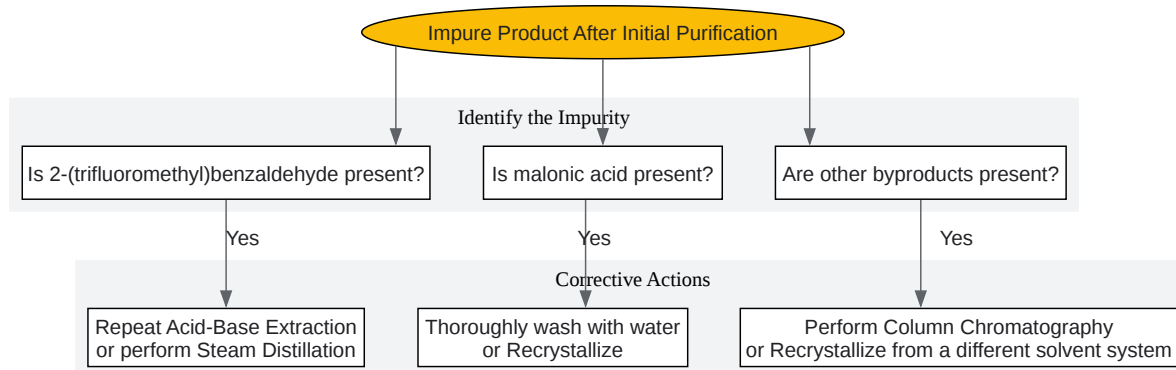 Impure Product After Initial Purification
Identify the Impurity
Is 2-(trifluoromethyl)benzaldehyde present?
Is malonic acid present?
Are other byproducts present?
Yes
Yes
Yes
Corrective Actions
Repeat Acid-Base Extraction
or perform Steam Distillation
Thoroughly wash with water
or Recrystallize
Perform Column Chromatography
or Recrystallize from a different solvent system